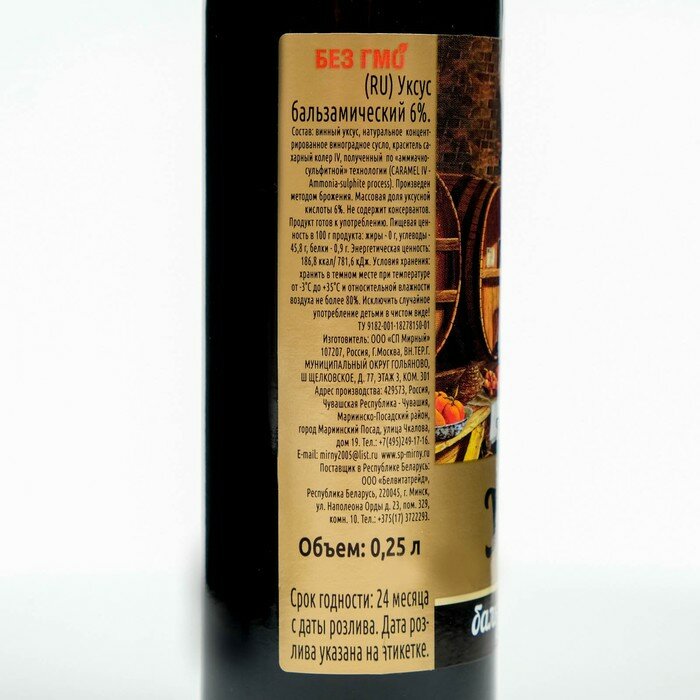 БЕЗ ГМО
(RU) Уксус
бальзамический 6%.
Состав: винный уксус, натуральное концент-
рированное виноградное сусло, краситель са-
харный колер IV, полученный по «аммиачно-
сульфитной» технологии (CARAMEL IV -
Ammonia-sulphite process). Произведен
методом брожения. Массовая доля уксусной
кислоты 6%. Не содержит консервантов.
Продукт готов к употреблению. Пищевая цен-
ность в 100 г продукта: жиры - 0 г, углеводы -
45,8 г, белки - 0,9 г. Энергетическая ценность:
186,8 ккал/ 781,6 кДж. Условия хранения:
хранить в темном месте при температуре
от -3°С до +35°С и относительной влажности
воздуха не более 80%. Исключить случайное
употребление детьми в чистом виде!
ТУ 9182-001-18278150-01
Изготовитель: ООО «СП Мирный»
107207, Россия, Г.Москва, ВН.ТЕР.Г.
МУНИЦИПАЛЬНЫЙ ОКРУГ ГОЛЬЯНОВО,
Ш ЩЕЛКОВСКОЕ, Д. 77, ЭТАЖ 3, КОМ. 301
Адрес производства: 429573, Россия,
Чувашская Республика - Чувашия,
Мариинско-Посадский район,
город Мариинский Посад, улица Чкалова,
дом 19. Тел.: +7(495)249-17-16.
E-mail: mirny2005@list.ru www.sp-mirny.ru
Поставщик в Республике Беларусь:
ООО «Белвитатрейд»,
Республика Беларусь, 220045, г. Минск,
ул. Наполеона Орды д. 23, пом. 329,
комн. 10. Тел.: +375(17) 3722293.
Объем: 0,25 л
Срок годности: 24 месяца
с даты розлива. Дата роз-
лива указана на этикетке.